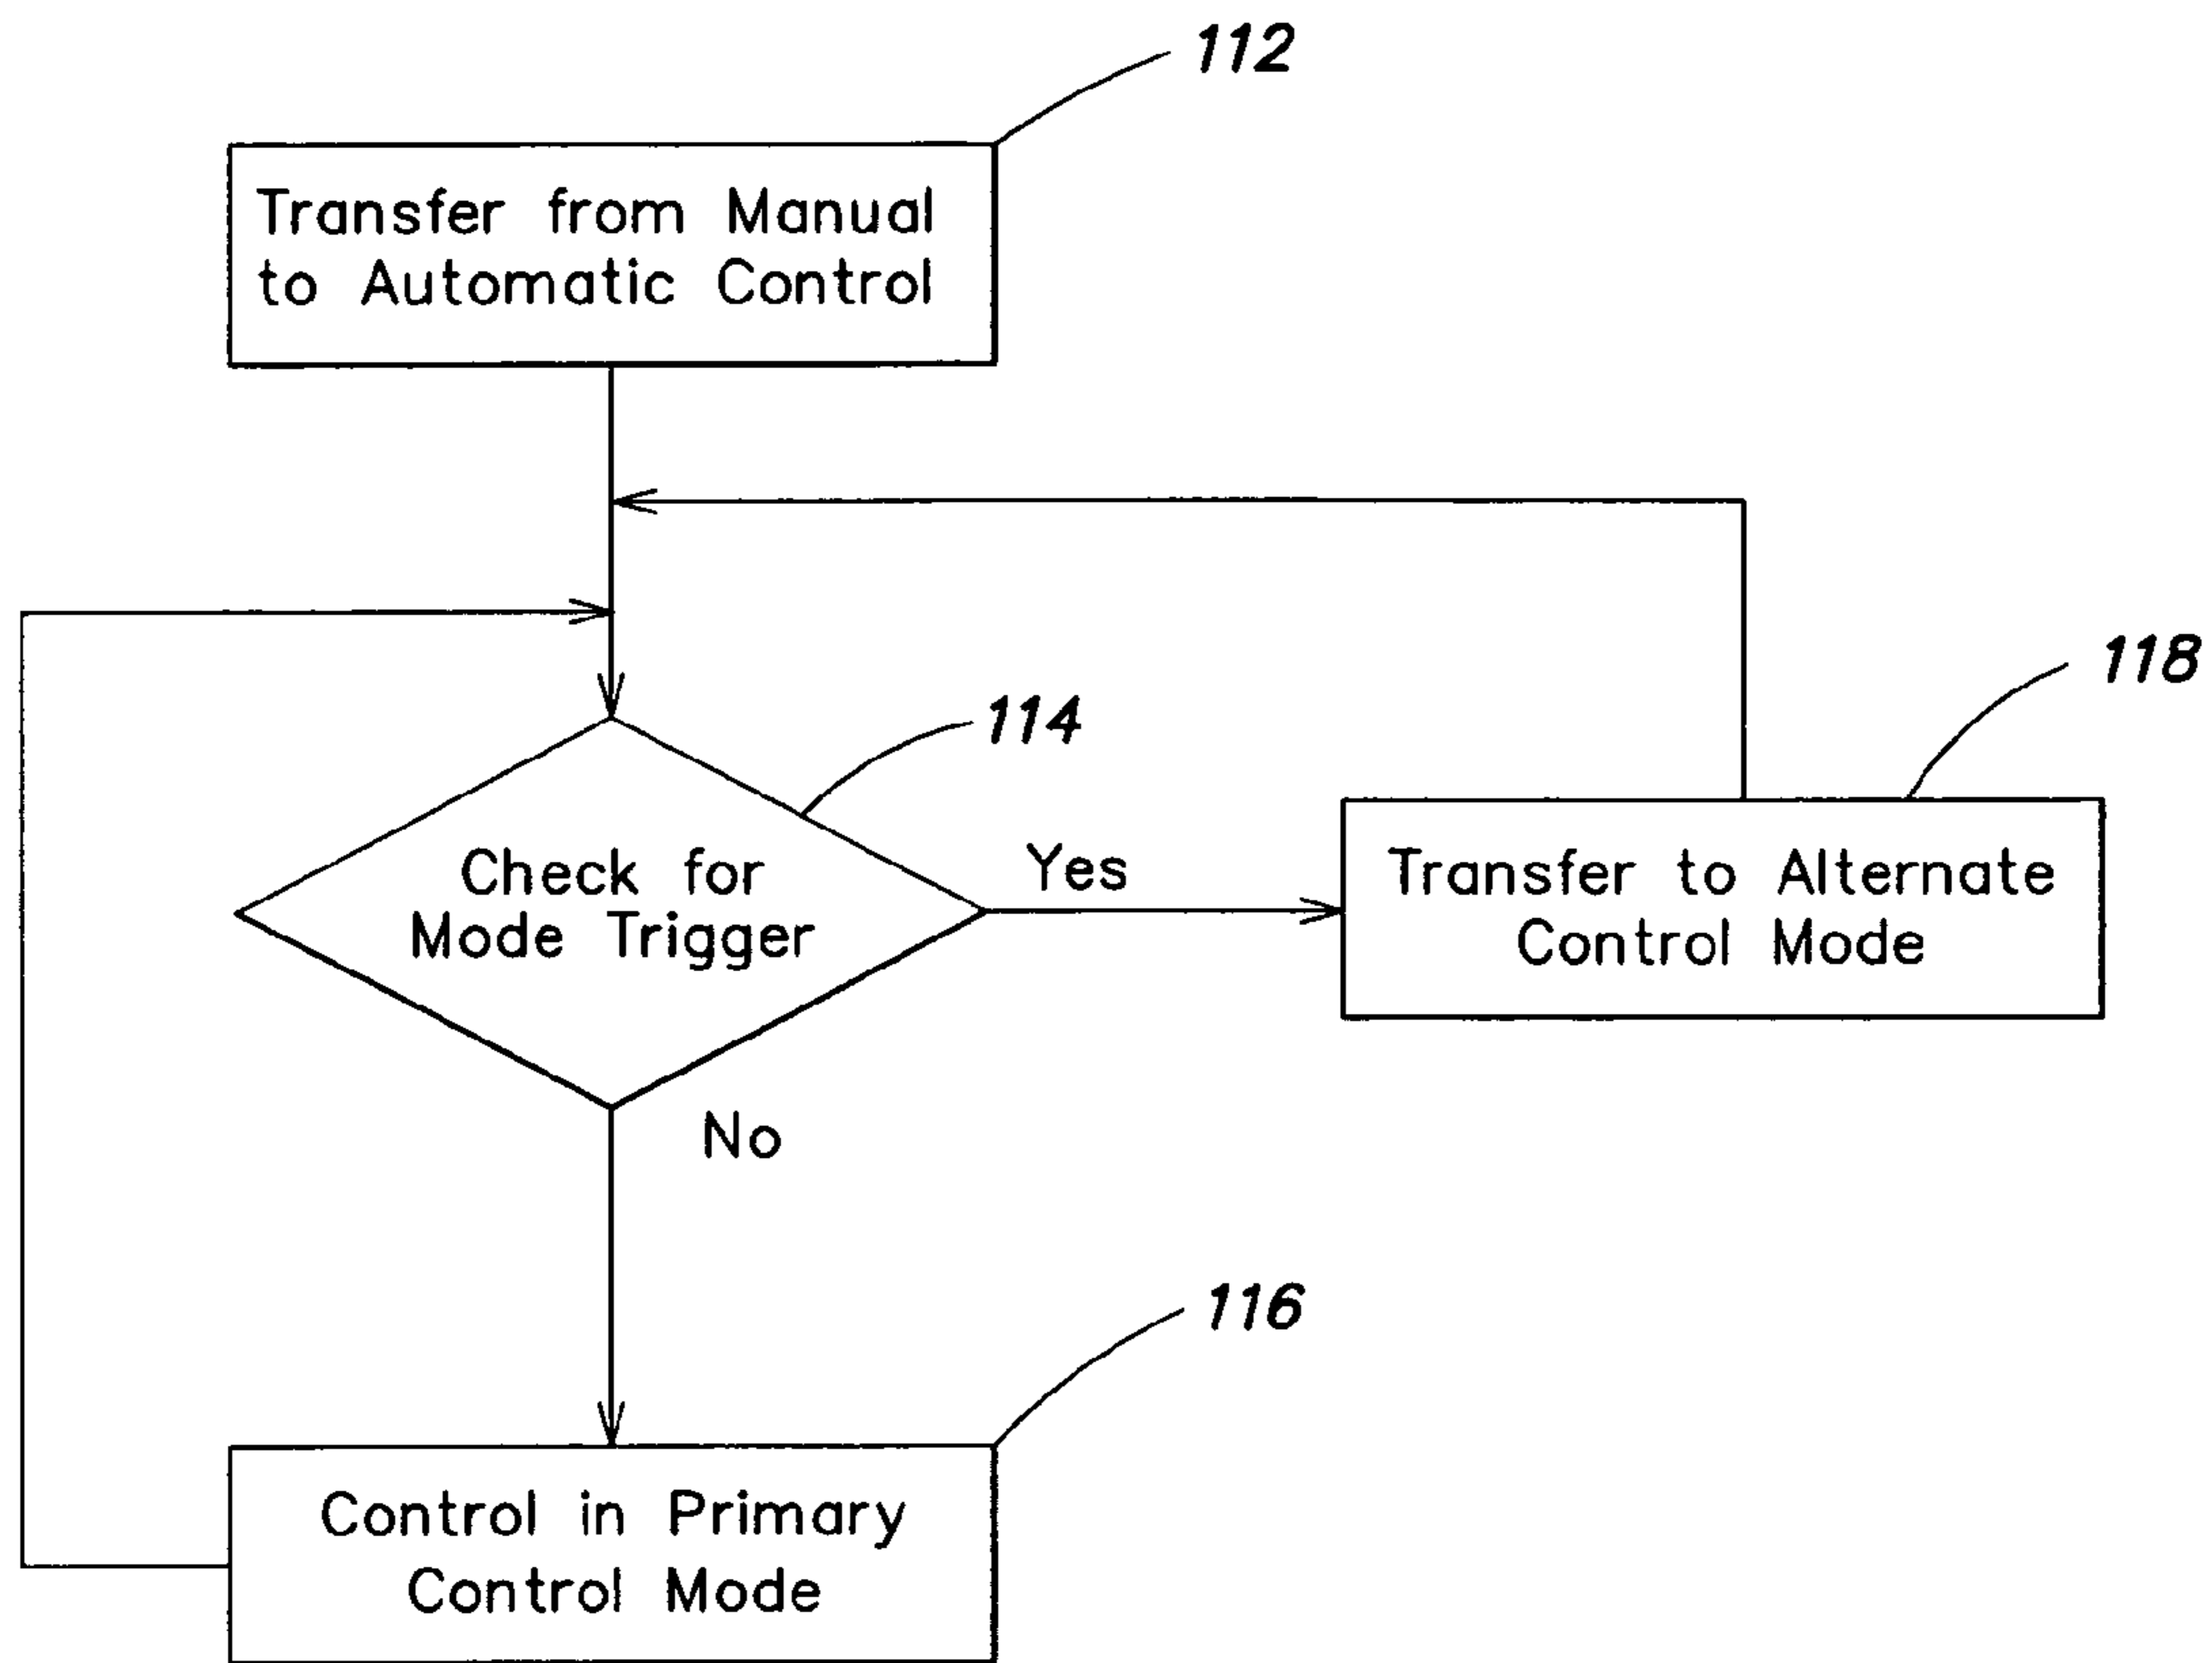 112
Transfer from Manual
to Automatic Control
118
114
Check for
Mode Trigger
Yes
Transfer to Alternate
Control Mode
No
116
Control in Primary
Control Mode